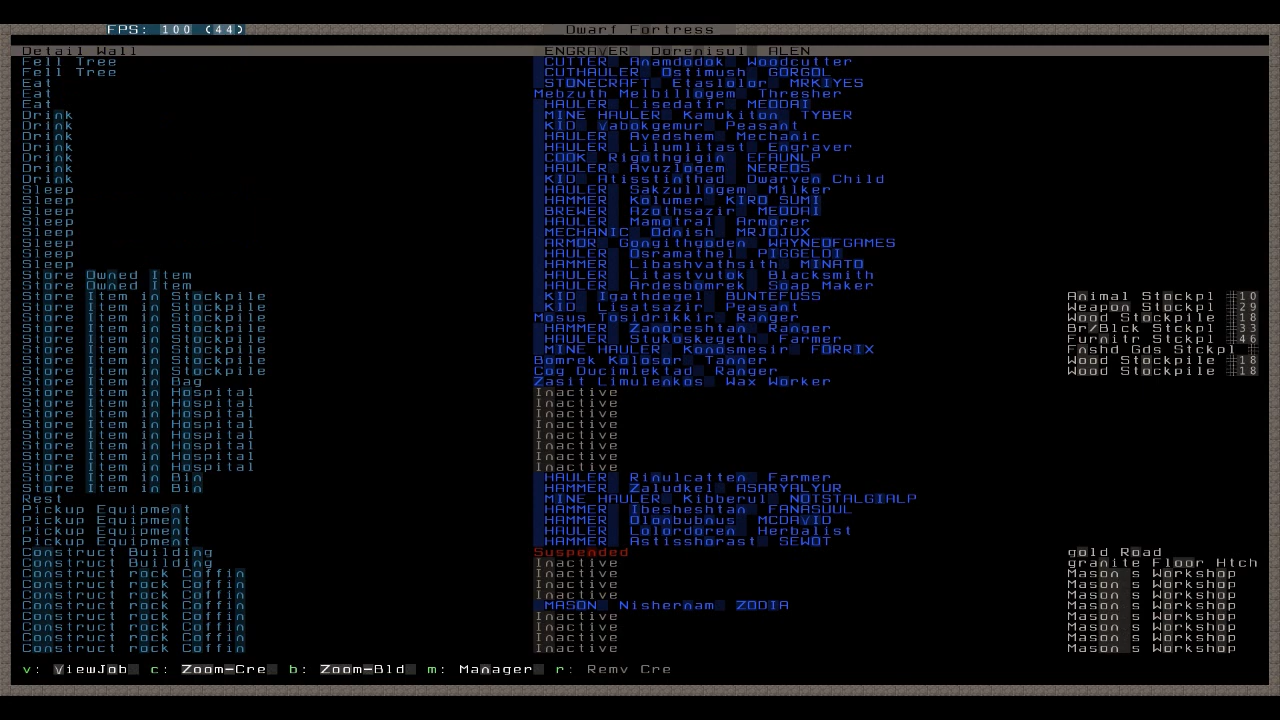 FPS: 100 (44) Dwarf Fortress
Detail Wall ENGRAVER Dorenisul ALEN
Fell Tree CUTTER Anamdodok Woodcutter
Fell Tree CUTHAULER Ostimush GORGOL
Eat STONECRAFT Etaslolor MRKIYES
Eat Mebzuth Melbillogem Thresher
Eat HAULER Lisedatir MEODAI
Drink MINE HAULER Kamukiton TYBER
Drink KID Vabokgemur Peasant
Drink HAULER Avedshem Mechanic
Drink HAULER Lilumlitast Engraver
Drink COOK Rigothgigin EFAUNLP
Drink HAULER Avuzlogem NEREOS
Drink KID Atisstinthad Dwarven Child
Sleep HAULER Sakzullogem Milker
Sleep HAMMER Kolumer KIRO SUMI
Sleep BREWER Azothsazir MEODAI
Sleep HAULER Mamotral Armorer
Sleep MECHANIC Odnish MRJOJUX
Sleep ARMOR Gongithgoden WAYNEOFGAMES
Sleep HAULER Osramathel PIGGELDI
Sleep HAMMER Libashvathsith MINATO
Store Owned Item HAULER Litastvutok Blacksmith
Store Owned Item HAULER Ardesbomrek Soap Maker
Store Item in Stockpile KID Igathdegel BUNTEFUSS Animal Stockpl #10
Store Item in Stockpile KID Lisatsazir Peasant Weapon Stockpl #29
Store Item in Stockpile Mosus Tosidrikkir Ranger Wood Stockpile #18
Store Item in Stockpile HAMMER Zanoreshtan Ranger Br/Blck Stckpl #33
Store Item in Stockpile HAULER Stukoskegeth Farmer Furnitr Stckpl #46
Store Item in Stockpile MINE HAULER Konosmesir FORRIX Fnshd Gds Stckpl #
Store Item in Stockpile Bomrek Kolosor Tanner Wood Stockpile #18
Store Item in Stockpile Cog Ducimlektad Ranger Wood Stockpile #18
Store Item in Bag Zasit Limulenkos Wax Worker
Store Item in Hospital Inactive
Store Item in Hospital Inactive
Store Item in Hospital Inactive
Store Item in Hospital Inactive
Store Item in Hospital Inactive
Store Item in Hospital Inactive
Store Item in Hospital Inactive
Store Item in Hospital Inactive
Store Item in Bin HAULER Rinulcatten Farmer
Store Item in Bin HAMMER Zaludkel ASARYALYUR
Rest MINE HAULER Kibberul NOTSTALGIALP
Pickup Equipment HAMMER Ibesheshtan FANASUUL
Pickup Equipment HAMMER Olonbubnus MCDAVID
Pickup Equipment HAULER Lolordoren Herbalist
Pickup Equipment HAMMER Astisshorast SEWOT
Construct Building Suspended gold Road
Construct Building Inactive granite Floor Htch
Construct rock Coffin Inactive Mason s Workshop
Construct rock Coffin Inactive Mason s Workshop
Construct rock Coffin Inactive Mason s Workshop
Construct rock Coffin MASON Nishernam ZODIA Mason s Workshop
Construct rock Coffin Inactive Mason s Workshop
Construct rock Coffin Inactive Mason s Workshop
Construct rock Coffin Inactive Mason s Workshop
Construct rock Coffin Inactive Mason s Workshop
v: ViewJob c: Zoom-Cre b: Zoom-Bld m: Manager r: Remv Cre